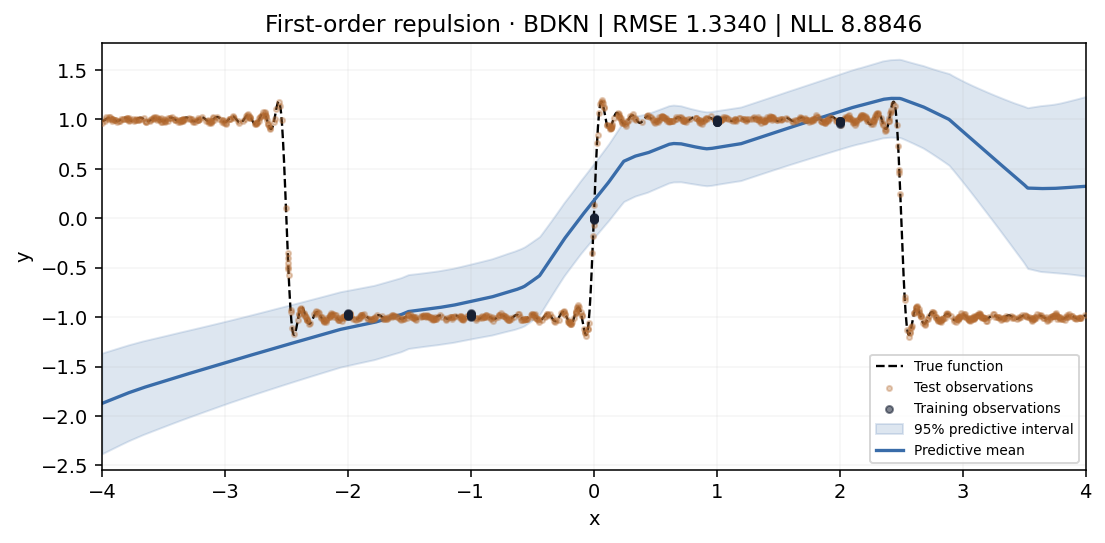 First-order repulsion · BDKN | RMSE 1.3340 | NLL 8.8846
1.5
1.0
0.5
0.0
−0.5
−1.0
−1.5
−2.0
−2.5
y
−4 −3 −2 −1 0 1 2 3 4
x
True function
Test observations
Training observations
95% predictive interval
Predictive mean